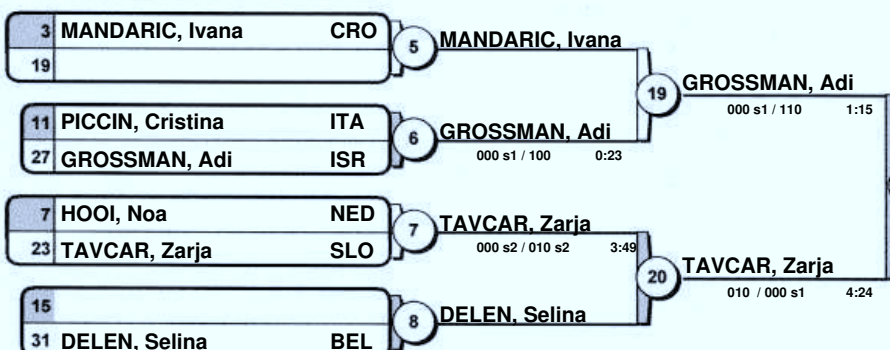 3 MANDARIC, Ivana CRO
19
5 MANDARIC, Ivana
11 PICCIN, Cristina ITA
27 GROSSMAN, Adi ISR
6 GROSSMAN, Adi
000 s1 / 100 0:23
19 GROSSMAN, Adi
000 s1 / 110 1:15
7 HOOI, Noa NED
23 TAVCAR, Zarja SLO
7 TAVCAR, Zarja
000 s2 / 010 s2 3:49
15
31 DELEN, Selina BEL
8 DELEN, Selina
20 TAVCAR, Zarja
010 / 000 s1 4:24